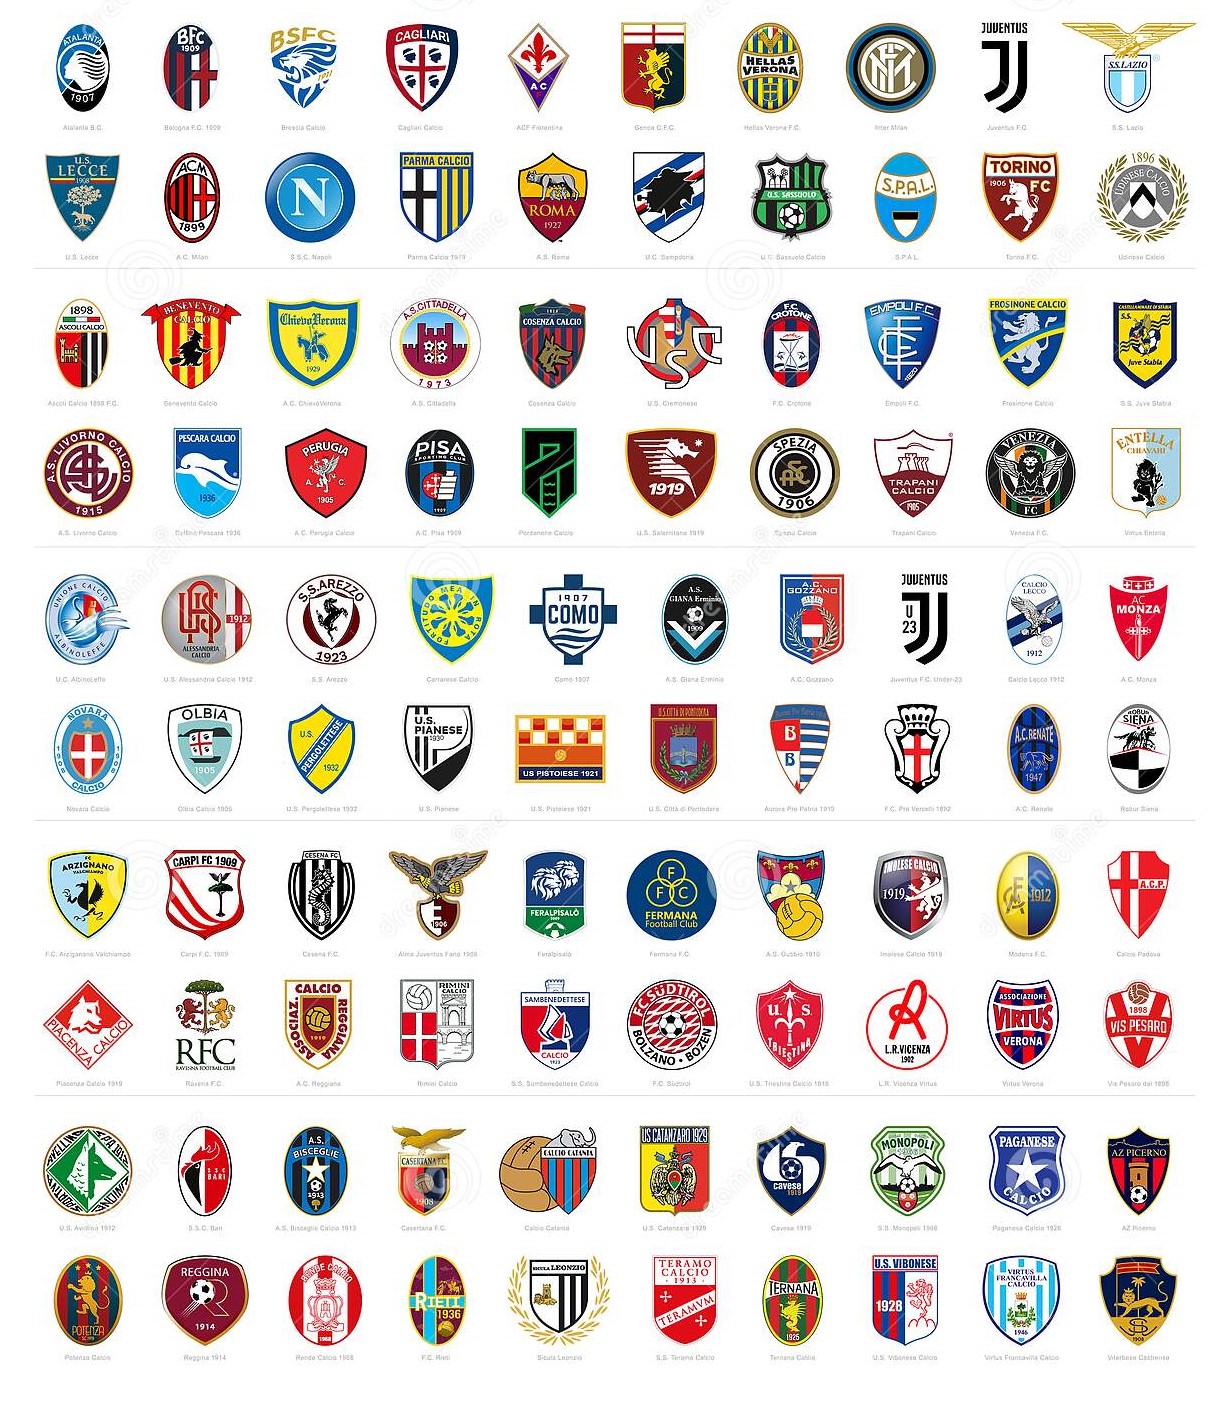 ATALANTA
1907
BFC
1909
BSFC
1911
CAGLIARI
AC F
HELLAS
VERONA
JUVENTUS
S.S.LAZIO
Atalanta B.C. Bologna F.C. 1909 Brescia Calcio Cagliari Calcio ACF Fiorentina Genoa C.F.C. Hellas Verona F.C. Inter Milan Juventus F.C. S.S. Lazio
U.S.
LECCE
1908
ACM
1899
N
PARMA CALCIO
ROMA
1927
U.S. SASSUOLO
S.P.A.L.
TORINO
1906 FC
1896
UDINESE CALCIO
U.S. Lecce A.C. Milan S.S.C. Napoli Parma Calcio 1913 A.S. Roma U.C. Sampdoria U.S. Sassuolo Calcio S.P.A.L. Torino F.C. Udinese Calcio
1898
ASCOLI CALCIO
BENEVENTO
CALCIO
ChievoVerona
1929
A.S.CITTADELLA
1973
1914
COSENZA CALCIO
USC
F.C.
CROTONE
EMPOLI F.C.
1920
FROSINONE CALCIO
CASTELLAMMARE DI STABIA
S.S.
Juve Stabia
Ascoli Calcio 1898 F.C. Benevento Calcio A.C. ChievoVerona A.S. Cittadella Cosenza Calcio U.S. Cremonese F.C. Crotone Empoli F.C. Frosinone Calcio S.S. Juve Stabia
A.S. LIVORNO CALCIO
1915
PESCARA CALCIO
1936
PERUGIA
A. C.
1905
PISA
SPORTING CLUB
1909
1919
SPEZIA
1906
TRAPANI
CALCIO
1905
VENEZIA
FC
ENTELLA
CHIAVARI
A.S. Livorno Calcio Delfino Pescara 1936 A.C. Perugia Calcio A.C. Pisa 1909 Pordenone Calcio U.S. Salernitana 1919 Spezia Calcio Trapani Calcio Venezia F.C. Virtus Entella
UNIONE CALCIO
ALBINOLEFFE
1912
ALESSANDRIA
CALCIO
S.S.AREZZO
1923
FORTITUDO MEA IN ROTA
1907
COMO
A.S.
GIANA Erminio
1909
A.C.
GOZZANO
JUVENTUS
U
23
CALCIO
LECCO
1912
AC
MONZA
U.C. AlbinoLeffe U.S. Alessandria Calcio 1912 S.S. Arezzo Carrarese Calcio Como 1907 A.S. Giana Erminio A.C. Gozzano Juventus F.C. Under-23 Calcio Lecco 1912 A.C. Monza
NOVARA
1908 1908
CALCIO
OLBIA
1905
U.S.
PERGOLETTESE
1932
U.S.
PIANESE
1930
US PISTOIESE 1921
U.S.CITTÀ DI PONTEDERA
B
B
A.C.RENATE
1947
ROBUR
SIENA
Novara Calcio Olbia Calcio 1905 U.S. Pergolettese 1932 U.S. Pianese U.S. Pistoiese 1921 U.S. Città di Pontedera Aurora Pro Patria 1919 F.C. Pro Vercelli 1892 A.C. Renate Robur Siena
FC
ARZIGNANO
VALCHIAMPO
CARPI FC 1909
CESENA FC
1906
FERALPISALÒ
2009
FFC
FERMANA
Football Club
IMOLESE CALCIO
1919
1912
A.C.P.
F.C. Arzignano Valchiampo Carpi F.C. 1909 Cesena F.C. Alma Juventus Fano 1906 Feralpisalò Fermana F.C. A.S. Gubbio 1910 Imolese Calcio 1919 Modena F.C. Calcio Padova
PIACENZA CALCIO
RFC
RAVENNA FOOTBALL CLUB
CALCIO
ASSOCIAZ. REGGIANA
1919
RIMINI
CALCIO
SAMBENEDETTESE
CALCIO
1923
FC SÜDTIROL
BOLZANO • BOZEN
U. S.
TRIESTINA
L.R.VICENZA
1902
ASSOCIAZIONE
VIRTUS
VERONA
1898
VIS PESARO
Piacenza Calcio 1919 Ravenna F.C. A.C. Reggiana Rimini Calcio S.S. Sambenedettese Calcio F.C. Südtirol U.S. Triestina Calcio 1918 L.R. Vicenza Virtus Virtus Verona Vis Pesaro dal 1898
SSC
BARI
A.S.
BISCEGLIE
1913
CASERTANA F.C.
1908
CALCIO CATANIA
US CATANZARO 1929
cavese
1919
MONOPOLI
1966
PAGANESE
CALCIO
AZ PICERNO
U.S. Avellino 1912 S.S.C. Bari A.S. Bisceglie Calcio 1913 Casertana F.C. Calcio Catania U.S. Catanzaro 1929 Cavese 1919 S.S. Monopoli 1966 Paganese Calcio 1926 AZ Picerno
POTENZA
REGGINA
1914
RENDE CALCIO
1968
RIETI
1936
SICULA LEONZIO
TERAMO
CALCIO
1913
TERAMVM
TERNANA
1925
U.S. VIBONESE
1928
VIRTUS
FRANCAVILLA
CALCIO
1946
1908
Potenza Calcio Reggina 1914 Rende Calcio 1968 F.C. Rieti Sicula Leonzio S.S. Teramo Calcio Ternana Calcio U.S. Vibonese Calcio Virtus Francavilla Calcio Viterbese Castrense